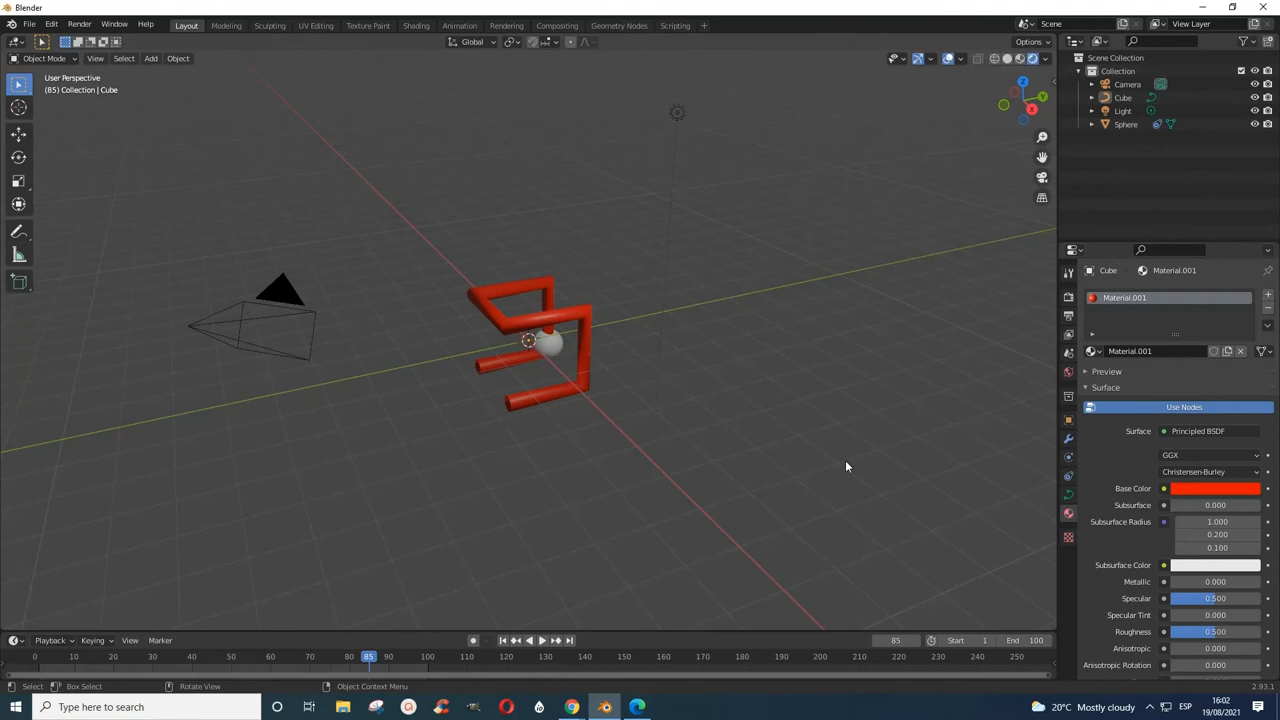 Blender
File Edit Render Window Help Layout Modeling Sculpting UV Editing Texture Paint Shading Animation Rendering Compositing Geometry Nodes Scripting + Scene View Layer
Global Options
Object Mode View Select Add Object
User Perspective
(85) Collection | Cube
Z
Y
X
Scene Collection
Collection
Camera
Cube
Light
Sphere
Cube Material.001
Material.001
Material.001
Preview
Surface
Use Nodes
Surface Principled BSDF
GGX
Christensen-Burley
Base Color
Subsurface 0.000
Subsurface Radius 1.000
0.200
0.100
Subsurface Color
Metallic 0.000
Specular 0.500
Specular Tint 0.000
Roughness 0.500
Anisotropic 0.000
Anisotropic Rotation 0.000
Playback Keying View Marker 85 Start 1 End 100
0 10 20 30 40 50 60 70 80 85 90 100 110 120 130 140 150 160 170 180 190 200 210 220 230 240 250
Select Box Select Rotate View Object Context Menu 2.93.1
Type here to search 20°C Mostly cloudy ESP 16:02
19/08/2021